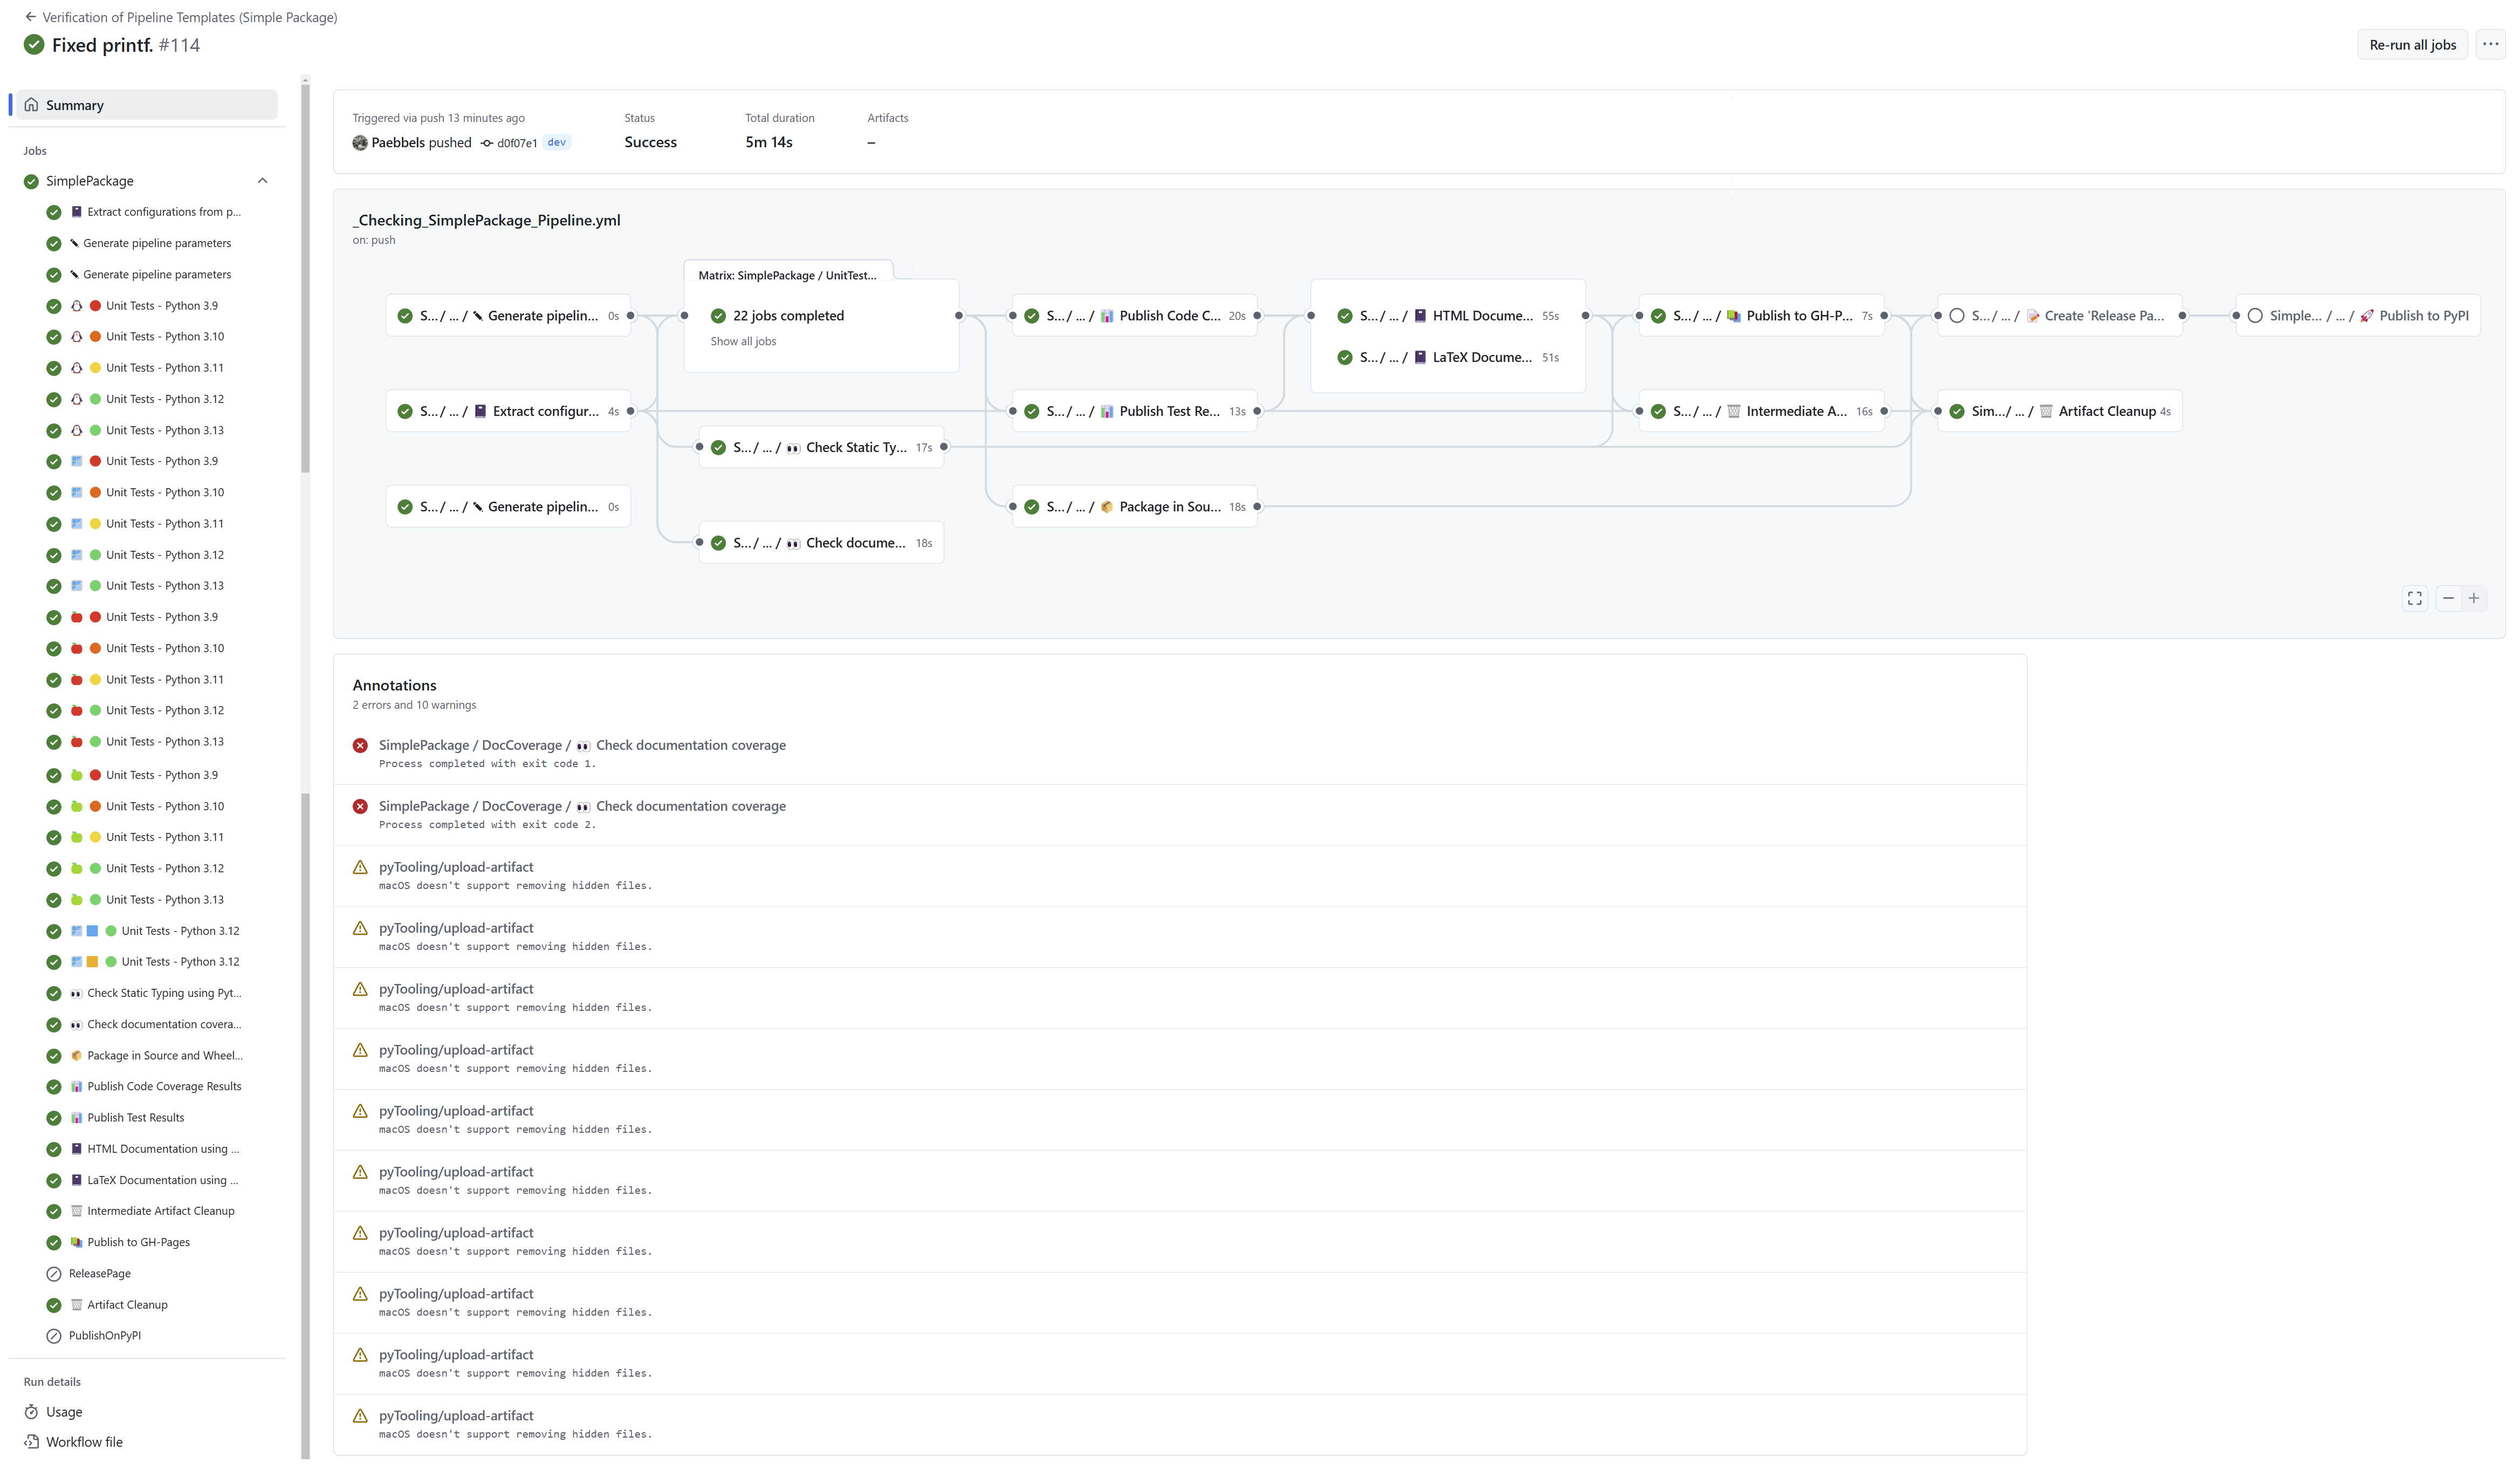 Verification of Pipeline Templates (Simple Package)
Fixed printf. #114
Re-run all jobs
Summary
Jobs
SimplePackage
Extract configurations from p...
Generate pipeline parameters
Generate pipeline parameters
Unit Tests - Python 3.9
Unit Tests - Python 3.10
Unit Tests - Python 3.11
Unit Tests - Python 3.12
Unit Tests - Python 3.13
Unit Tests - Python 3.9
Unit Tests - Python 3.10
Unit Tests - Python 3.11
Unit Tests - Python 3.12
Unit Tests - Python 3.13
Unit Tests - Python 3.9
Unit Tests - Python 3.10
Unit Tests - Python 3.11
Unit Tests - Python 3.12
Unit Tests - Python 3.13
Unit Tests - Python 3.9
Unit Tests - Python 3.10
Unit Tests - Python 3.11
Unit Tests - Python 3.12
Unit Tests - Python 3.13
Unit Tests - Python 3.12
Unit Tests - Python 3.12
Check Static Typing using Pyt...
Check documentation covera...
Package in Source and Wheel...
Publish Code Coverage Results
Publish Test Results
HTML Documentation using ...
LaTeX Documentation using ...
Intermediate Artifact Cleanup
Publish to GH-Pages
ReleasePage
Artifact Cleanup
PublishOnPyPI
Run details
Usage
Workflow file
Triggered via push 13 minutes ago
Paebbels pushed d0f07e1 dev
Status
Success
Total duration
5m 14s
Artifacts
–
_Checking_SimplePackage_Pipeline.yml
on: push
S... / ... / Generate pipelin... 0s
S... / ... / Extract configur... 4s
S... / ... / Generate pipelin... 0s
Matrix: SimplePackage / UnitTest...
22 jobs completed
Show all jobs
S... / ... / Check Static Ty... 17s
S... / ... / Check docume... 18s
S... / ... / Publish Code C... 20s
S... / ... / Publish Test Re... 13s
S... / ... / Package in Sou... 18s
S... / ... / HTML Docume... 55s
S... / ... / LaTeX Docume... 51s
S... / ... / Publish to GH-P... 7s
S... / ... / Intermediate A... 16s
S... / ... / Create 'Release Pa...
Sim... / ... / Artifact Cleanup 4s
Simple... / ... / Publish to PyPI
Annotations
2 errors and 10 warnings
SimplePackage / DocCoverage / Check documentation coverage
Process completed with exit code 1.
SimplePackage / DocCoverage / Check documentation coverage
Process completed with exit code 2.
pyTooling/upload-artifact
macOS doesn't support removing hidden files.
pyTooling/upload-artifact
macOS doesn't support removing hidden files.
pyTooling/upload-artifact
macOS doesn't support removing hidden files.
pyTooling/upload-artifact
macOS doesn't support removing hidden files.
pyTooling/upload-artifact
macOS doesn't support removing hidden files.
pyTooling/upload-artifact
macOS doesn't support removing hidden files.
pyTooling/upload-artifact
macOS doesn't support removing hidden files.
pyTooling/upload-artifact
macOS doesn't support removing hidden files.
pyTooling/upload-artifact
macOS doesn't support removing hidden files.
pyTooling/upload-artifact
macOS doesn't support removing hidden files.